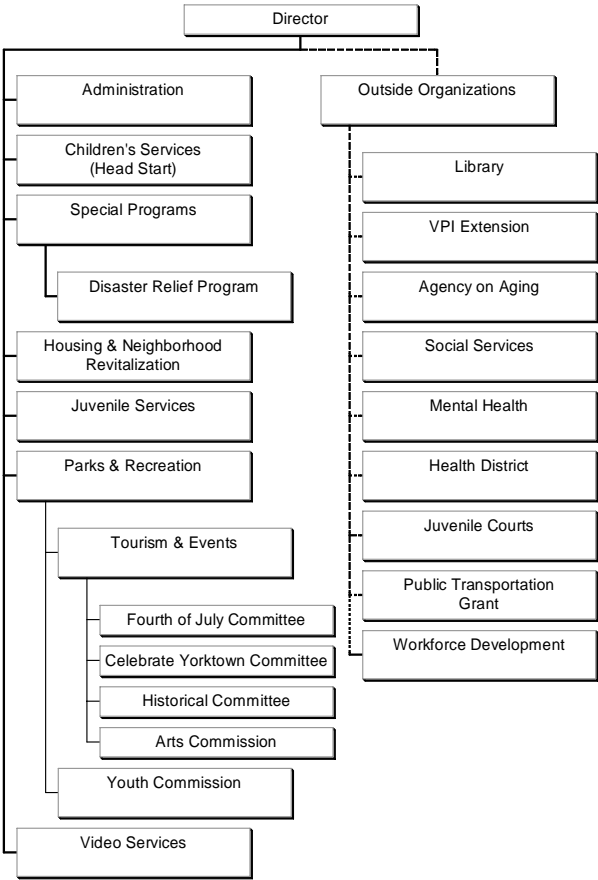 Director
Administration
Children's Services
(Head Start)
Special Programs
Disaster Relief Program
Housing & Neighborhood
Revitalization
Juvenile Services
Parks & Recreation
Tourism & Events
Fourth of July Committee
Celebrate Yorktown Committee
Historical Committee
Arts Commission
Youth Commission
Video Services
Outside Organizations
Library
VPI Extension
Agency on Aging
Social Services
Mental Health
Health District
Juvenile Courts
Public Transportation
Grant
Workforce Development